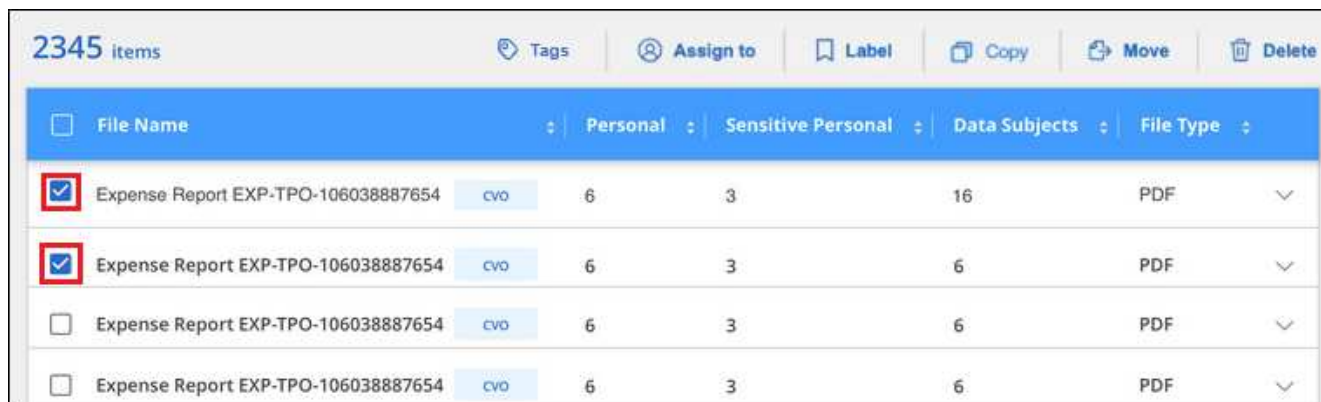 2345 items Tags Assign to Label Copy Move Delete
File Name Personal Sensitive Personal Data Subjects File Type
Expense Report EXP-TPO-106038887654 CVO 6 3 16 PDF
Expense Report EXP-TPO-106038887654 CVO 6 3 6 PDF
Expense Report EXP-TPO-106038887654 CVO 6 3 6 PDF
Expense Report EXP-TPO-106038887654 CVO 6 3 6 PDF